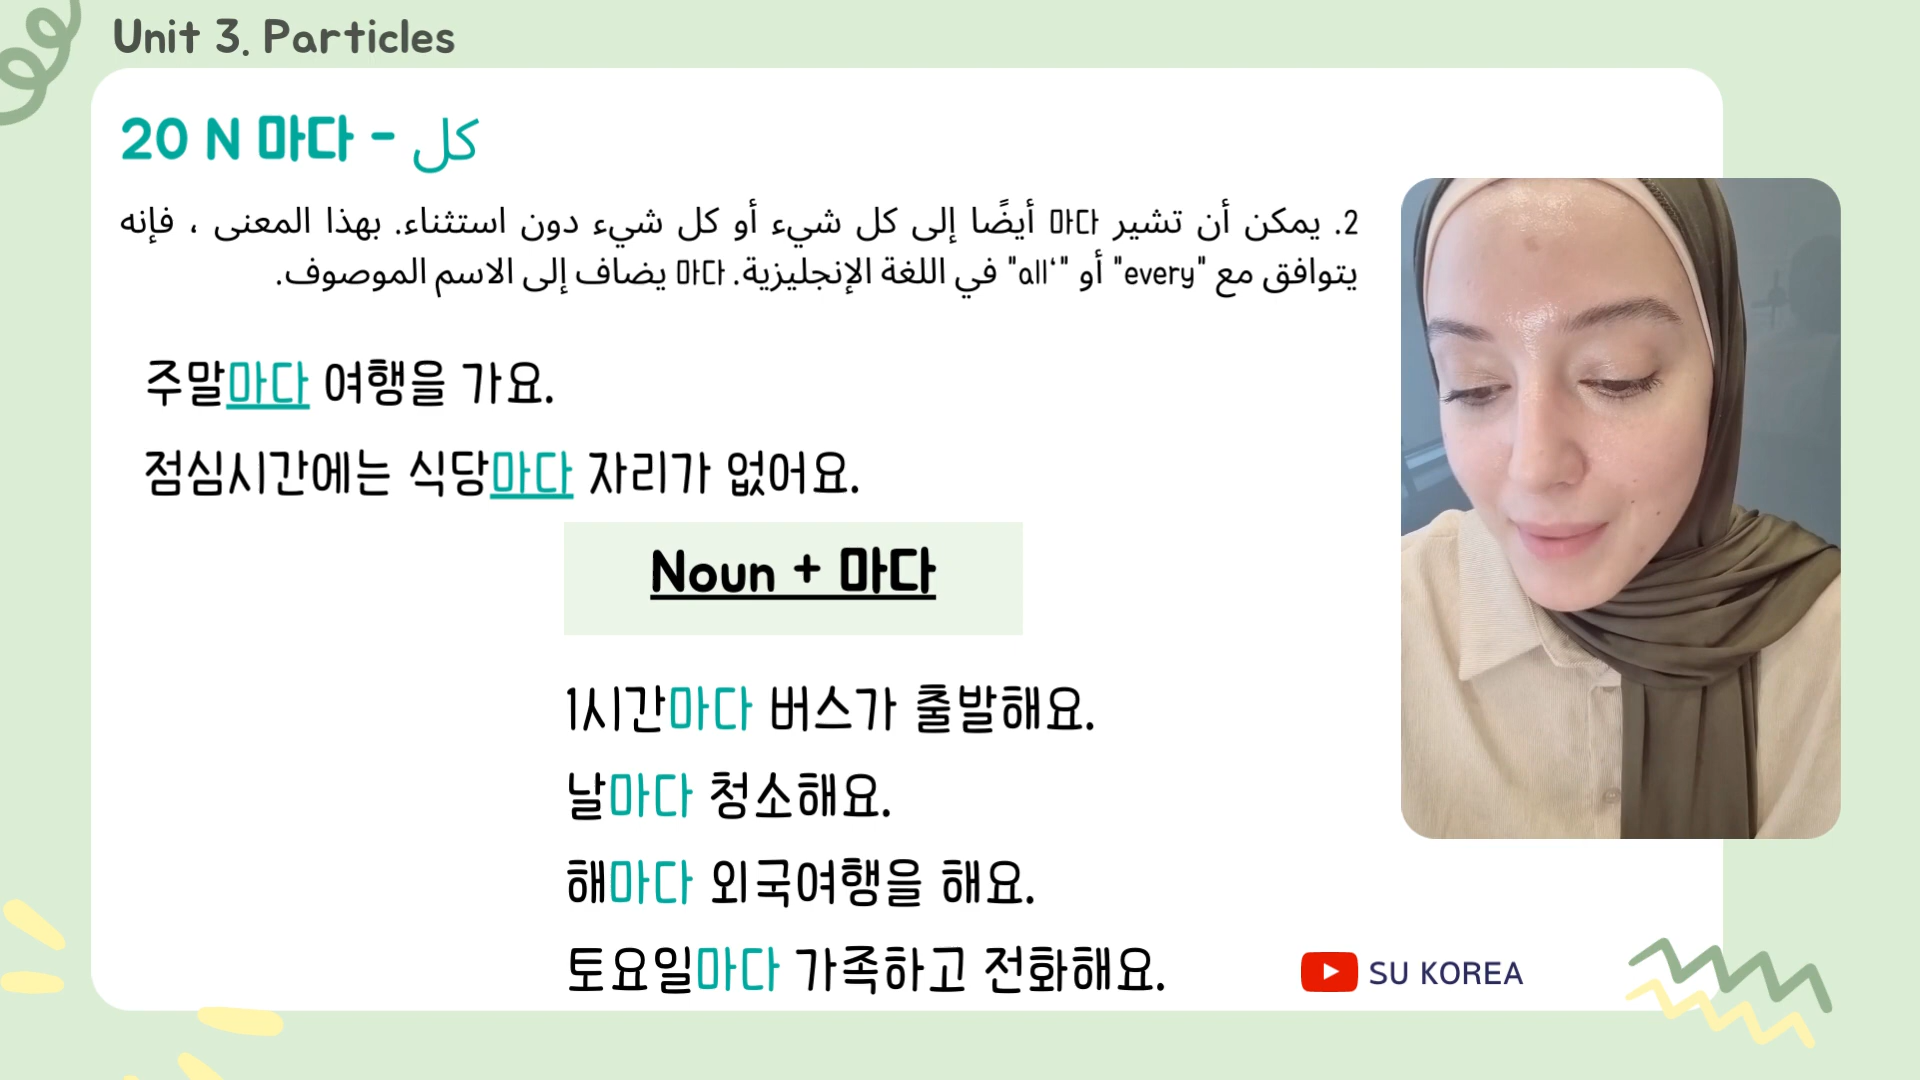 Unit 3. Particles
20 N 마다 - كل
2. يمكن أن تشير 마다 أيضًا إلى كل شيء أو كل شيء دون استثناء. بهذا المعنى ، فإنه
يتوافق مع "every" أو "all‘" في اللغة الإنجليزية. 마다 يضاف إلى الاسم الموصوف.
주말마다 여행을 가요.
점심시간에는 식당마다 자리가 없어요.
Noun + 마다
1시간마다 버스가 출발해요.
날마다 청소해요.
해마다 외국여행을 해요.
토요일마다 가족하고 전화해요.
SU KOREA